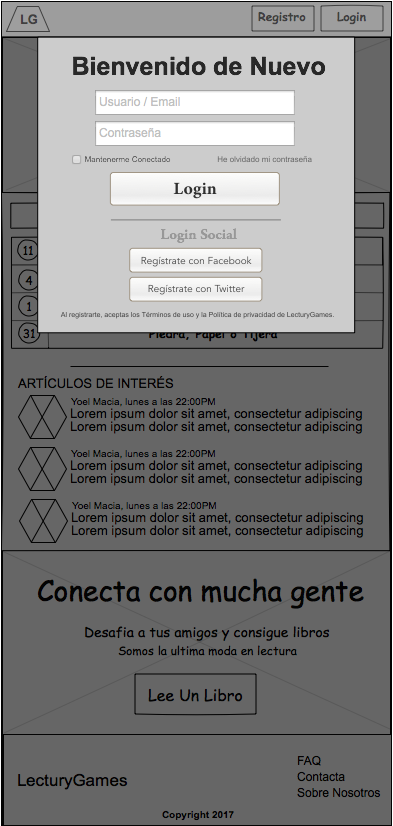 LG
Registro
Login
Bienvenido de Nuevo
Usuario / Email
Contraseña
Mantenerme Conectado
He olvidado mi contraseña
Login
Login Social
Regístrate con Facebook
Regístrate con Twitter
Al registrarte, aceptas los Términos de uso y la Política de privacidad de LecturyGames.
11
4
1
31
Piedra, Papel o Tijera
ARTÍCULOS DE INTERÉS
Yoel Macia, lunes a las 22:00PM
Lorem ipsum dolor sit amet, consectetur adipiscing
Lorem ipsum dolor sit amet, consectetur adipiscing
Yoel Macia, lunes a las 22:00PM
Lorem ipsum dolor sit amet, consectetur adipiscing
Lorem ipsum dolor sit amet, consectetur adipiscing
Yoel Macia, lunes a las 22:00PM
Lorem ipsum dolor sit amet, consectetur adipiscing
Lorem ipsum dolor sit amet, consectetur adipiscing
Conecta con mucha gente
Desafia a tus amigos y consigue libros
Somos la ultima moda en lectura
Lee Un Libro
FAQ
LecturyGames
Contacta
Sobre Nosotros
Copyright 2017